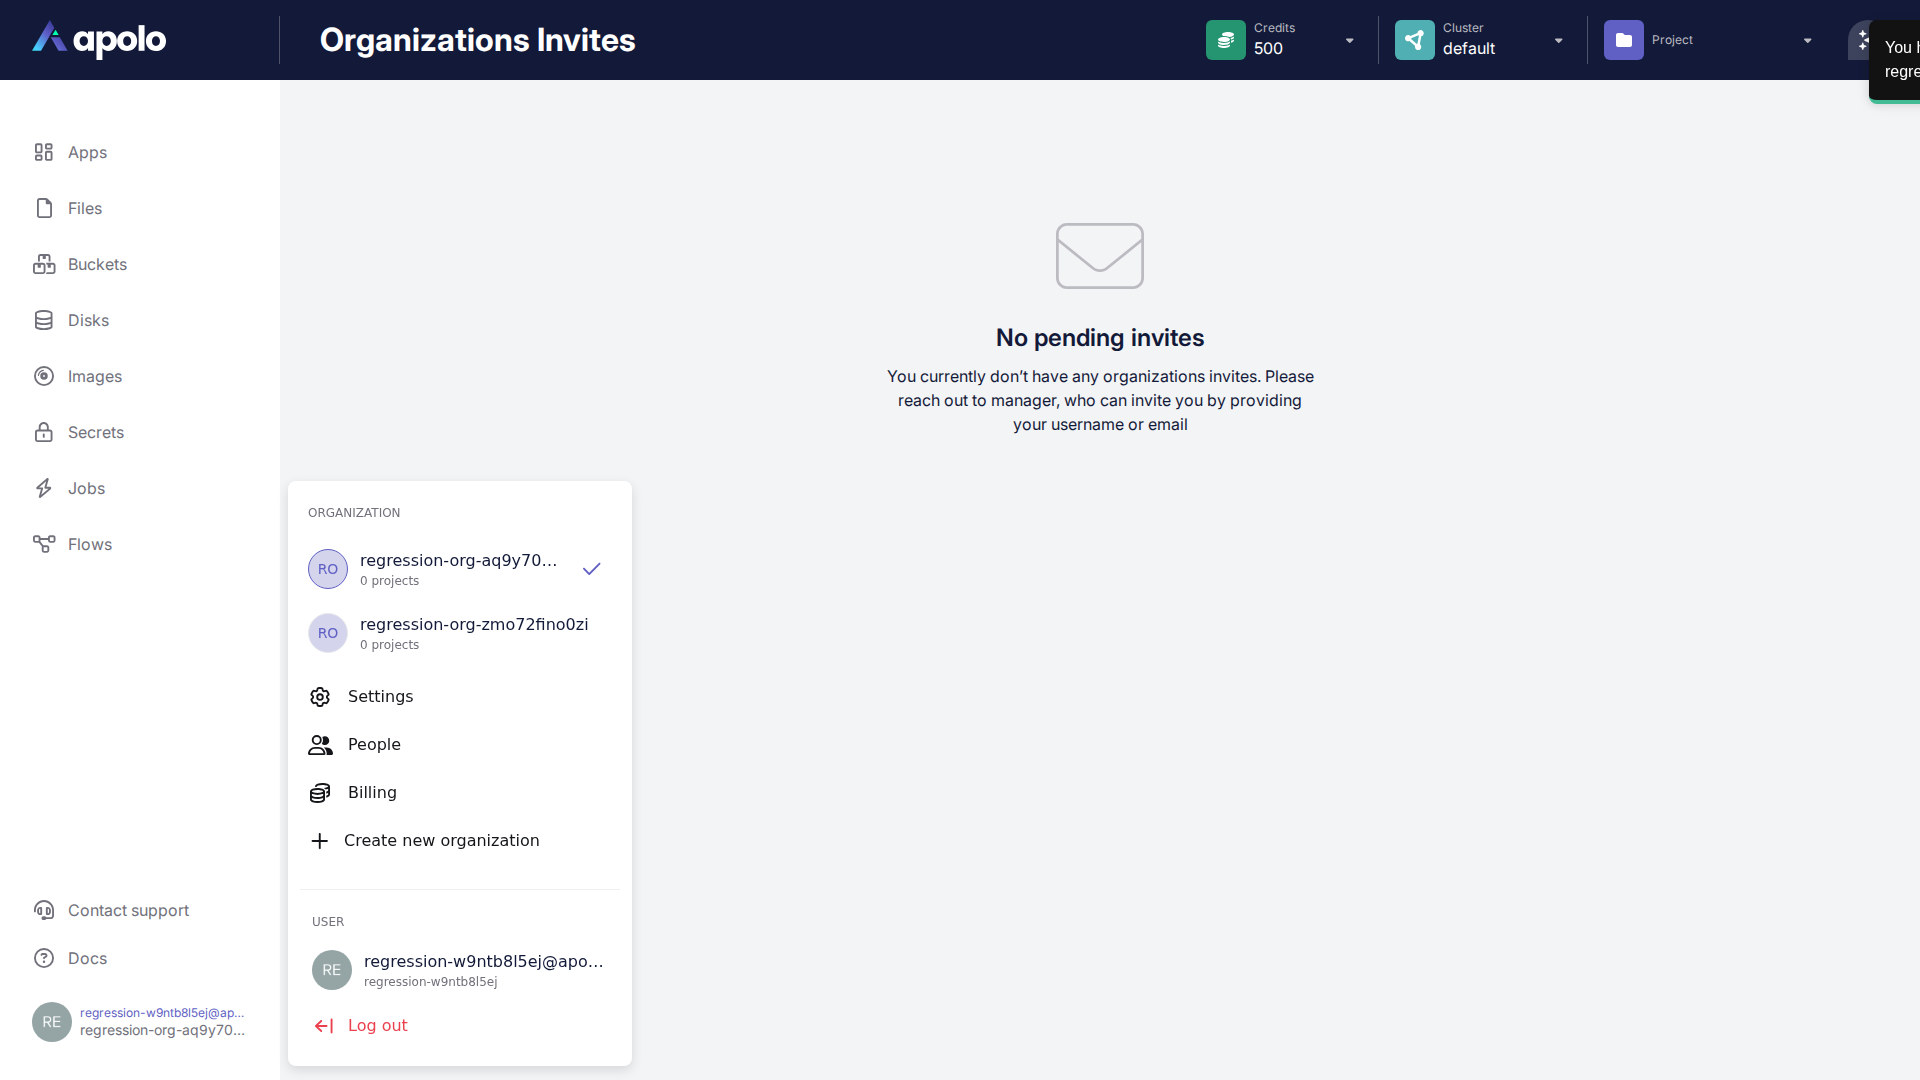 apolo
Organizations Invites
Credits
500
Cluster
default
Project
You
regre
Apps
Files
Buckets
Disks
Images
Secrets
Jobs
Flows
No pending invites
You currently don't have any organizations invites. Please
reach out to manager, who can invite you by providing
your username or email
ORGANIZATION
RO
regression-org-aq9y70...
0 projects
RO
regression-org-zmo72fino0zi
0 projects
Settings
People
Billing
Create new organization
USER
RE
regression-w9ntb8l5ej@apo...
regression-w9ntb8l5ej
Log out
Contact support
Docs
RE
regression-w9ntb8l5ej@ap...
regression-org-aq9y70...